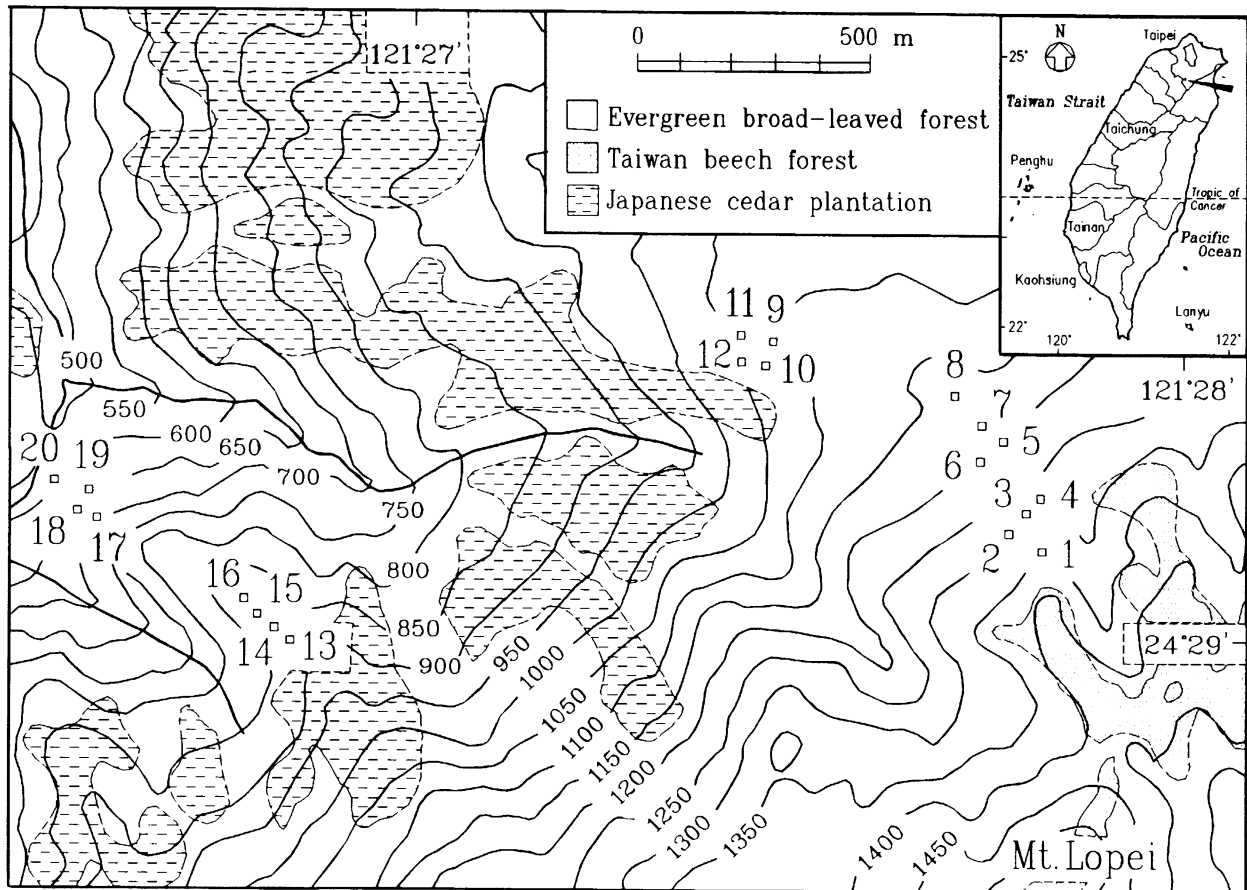 121°27'
0 500 m
Evergreen broad-leaved forest
Taiwan beech forest
Japanese cedar plantation
N
Taipei
25°
Taiwan Strait
Taichung
Penghu
Tropic of
Cancer
Tainan
Pacific
Ocean
Kaohsiung
Lanyu
22°
120°
122°
121°28'
11 9
12 10
8
7
5
6
3 4
2 1
500
550
600
650
700
750
20 19
18 17
16 15
14 13
800
850
900
950
1000
1050
1100
1150
1200
1250
1300
1350
1400
1450
24°29'
Mt. Lopei